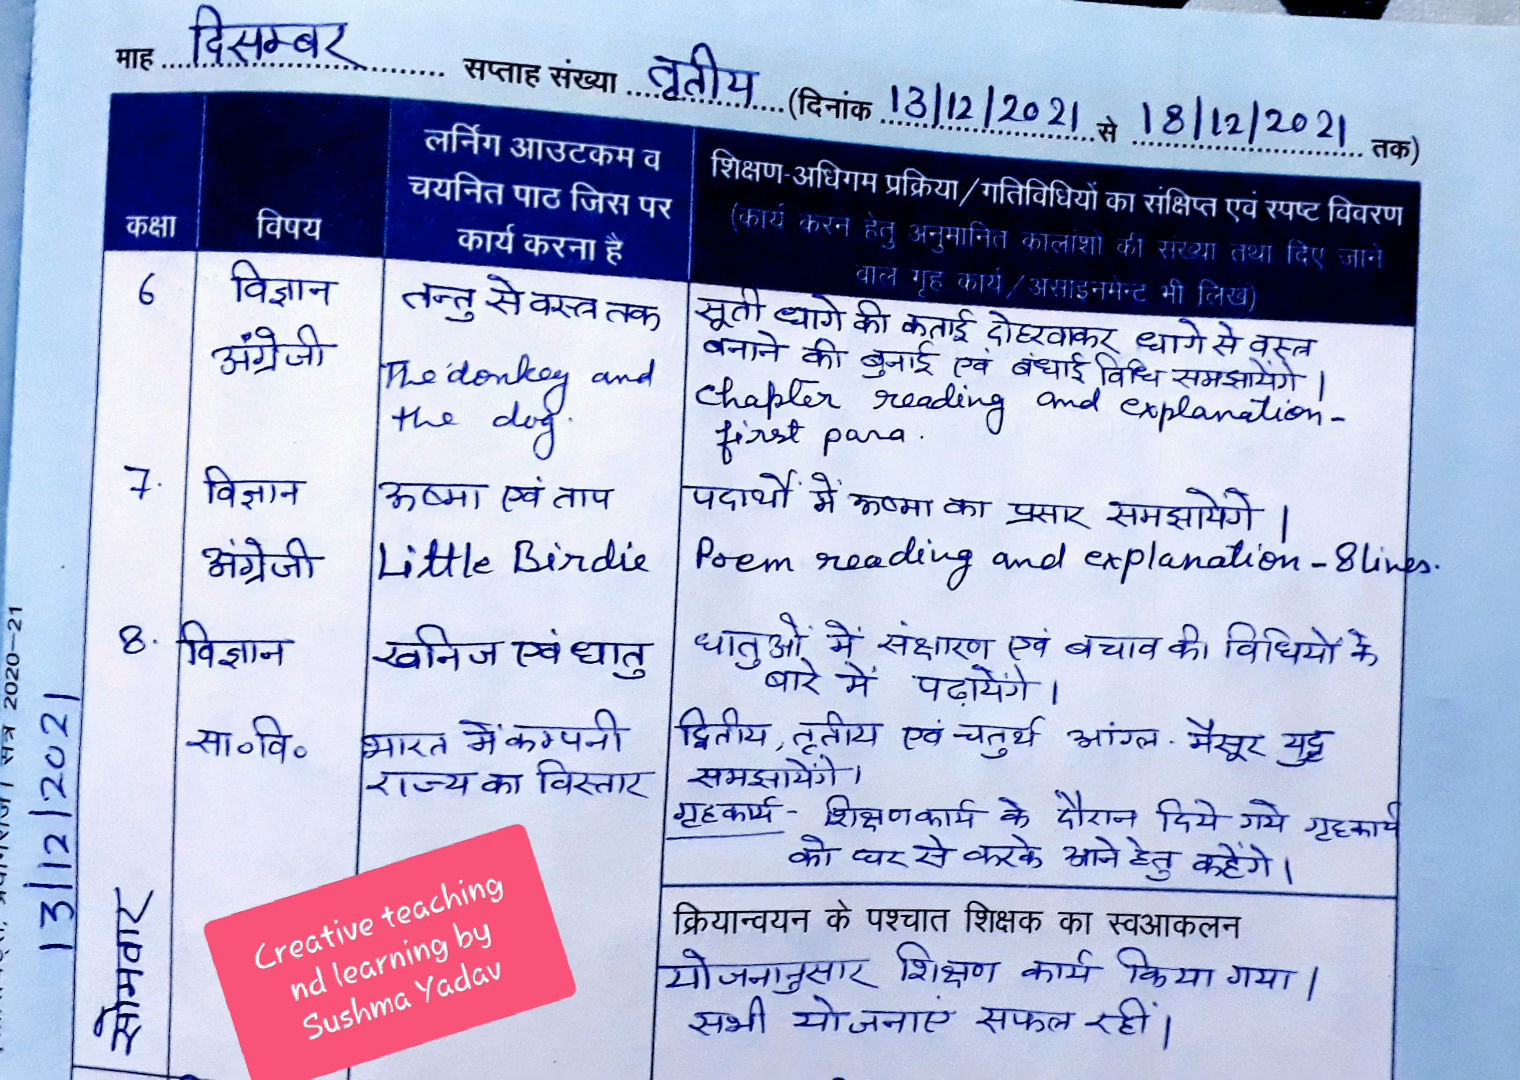 माह दिसम्बर सप्ताह संख्या तृतीय (दिनांक 13/12/2021 से 18/12/2021 तक)
कक्षा
विषय
लर्निग आउटकम व
चयनित पाठ जिस पर
कार्य करना है
शिक्षण-अधिगम प्रक्रिया/गतिविधियों का संक्षिप्त एवं स्पष्ट विवरण
(कार्य करन हेतु अनुमानित कालांशो की संख्या तथा दिए जाने
वाल गृह कार्य/असाइनमेन्ट भी लिख)
6 विज्ञान तन्तु से वस्त्र तक
सूती धागे की कताई दोहरवाकर धागे से वस्त्र
बनाने की बुनाई एवं बंधाई विधि समझायेंगे।
अंग्रेजी The donkey and
the dog.
Chapter reading and explanation-
first para.
7. विज्ञान ऊष्मा एवं ताप पदार्थों में ऊष्मा का प्रसार समझायेंगे।
अंग्रेजी Little Birdie Poem reading and explanation - 8 lines.
8. विज्ञान खनिज एवं धातु धातुओं में संक्षारण एवं बचाव की विधियों के
बारे में पढ़ायेंगे।
सा०वि० भारत में कम्पनी
राज्य का विस्तार
द्वितीय, तृतीय एवं चतुर्थ आंग्ल-मैसूर युद्ध
समझायेंगे।
गृहकार्य - शिक्षण कार्य के दौरान दिये गये गृहकार्य
को घर से करके आने हेतु कहेंगे।
क्रियान्वयन के पश्चात शिक्षक का स्वआकलन
योजनानुसार शिक्षण कार्य किया गया।
सभी योजनाएं सफल रहीं।
सोमवार
13/12/2021
सत्र 2020-21
Creative teaching
nd learning by
Sushma Yadav